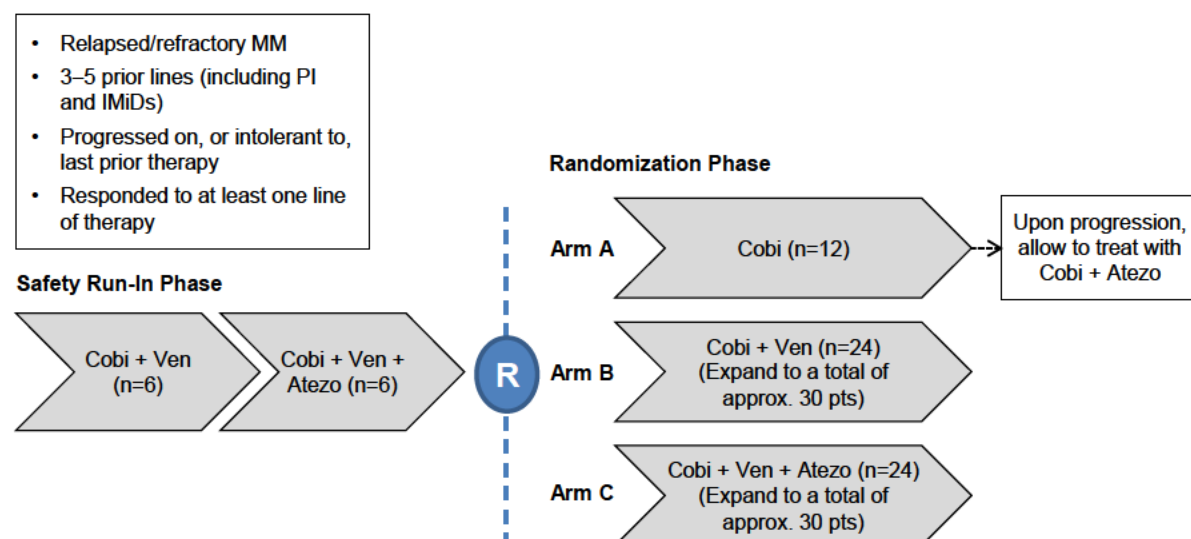 • Relapsed/refractory MM
• 3–5 prior lines (including PI
and IMiDs)
• Progressed on, or intolerant to,
last prior therapy
• Responded to at least one line
of therapy
Safety Run-In Phase
Cobi + Ven
(n=6)
Cobi + Ven +
Atezo (n=6)
R
Randomization Phase
Arm A
Cobi (n=12)
Upon progression,
allow to treat with
Cobi + Atezo
Arm B
Cobi + Ven (n=24)
(Expand to a total of
approx. 30 pts)
Arm C
Cobi + Ven + Atezo (n=24)
(Expand to a total of
approx. 30 pts)